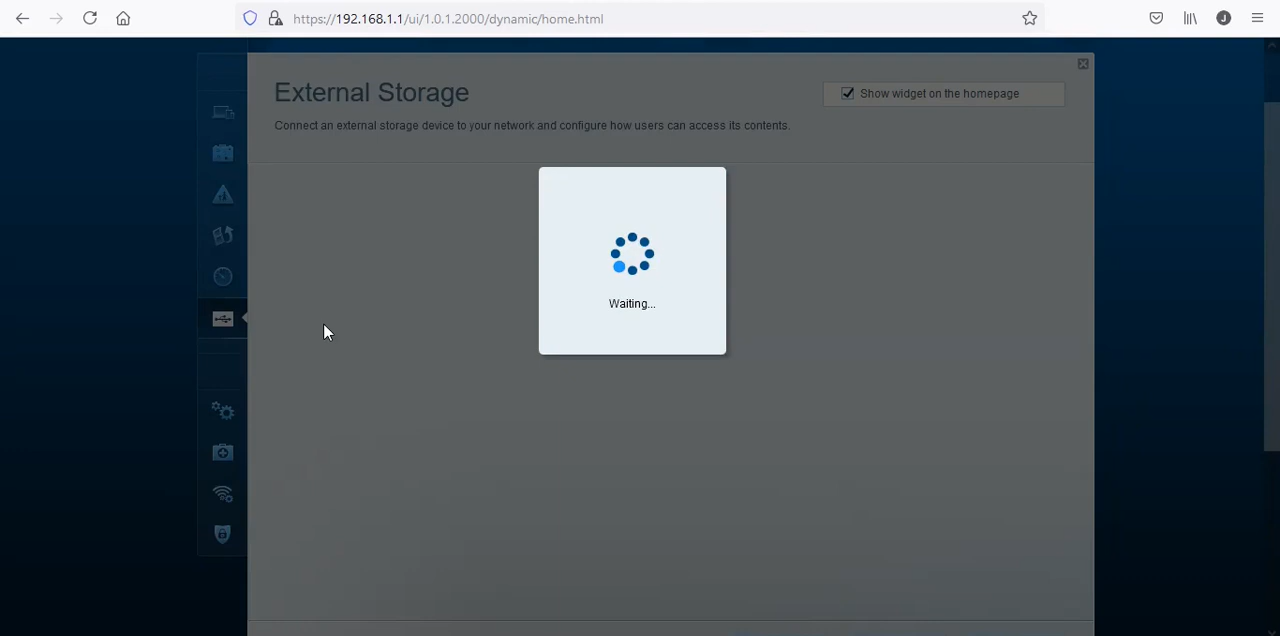 https://192.168.1.1/ui/1.0.1.2000/dynamic/home.html
J
External Storage
Show widget on the homepage
Connect an external storage device to your network and configure how users can access its contents.
Waiting...